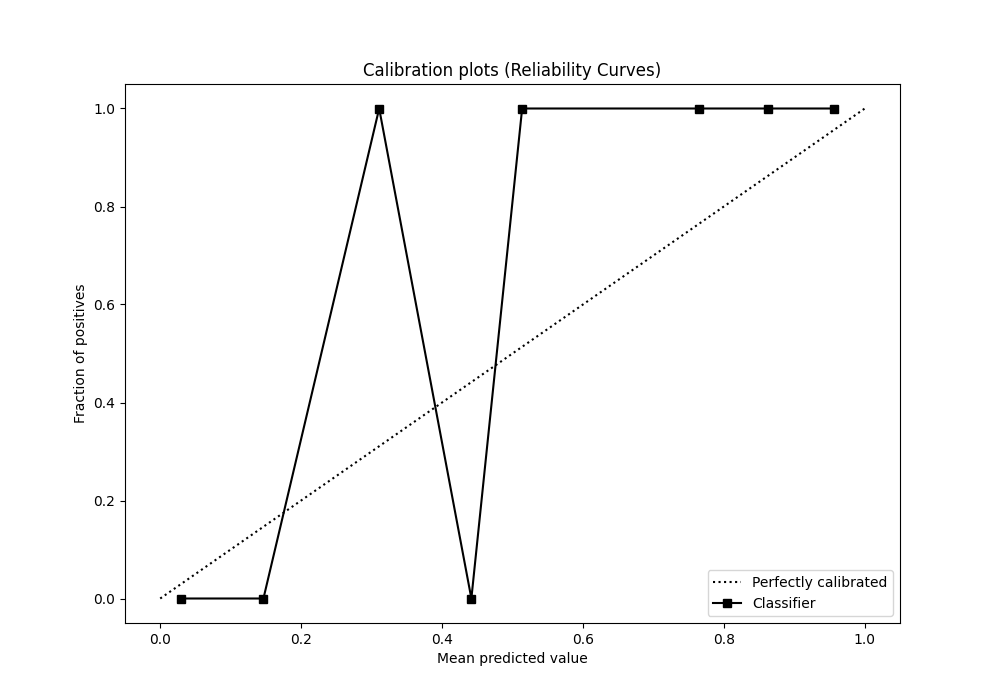 Calibration plots (Reliability Curves)
1.0
0.8
0.6
0.4
0.2
0.0
Fraction of positives
0.0 0.2 0.4 0.6 0.8 1.0
Mean predicted value
Perfectly calibrated
Classifier